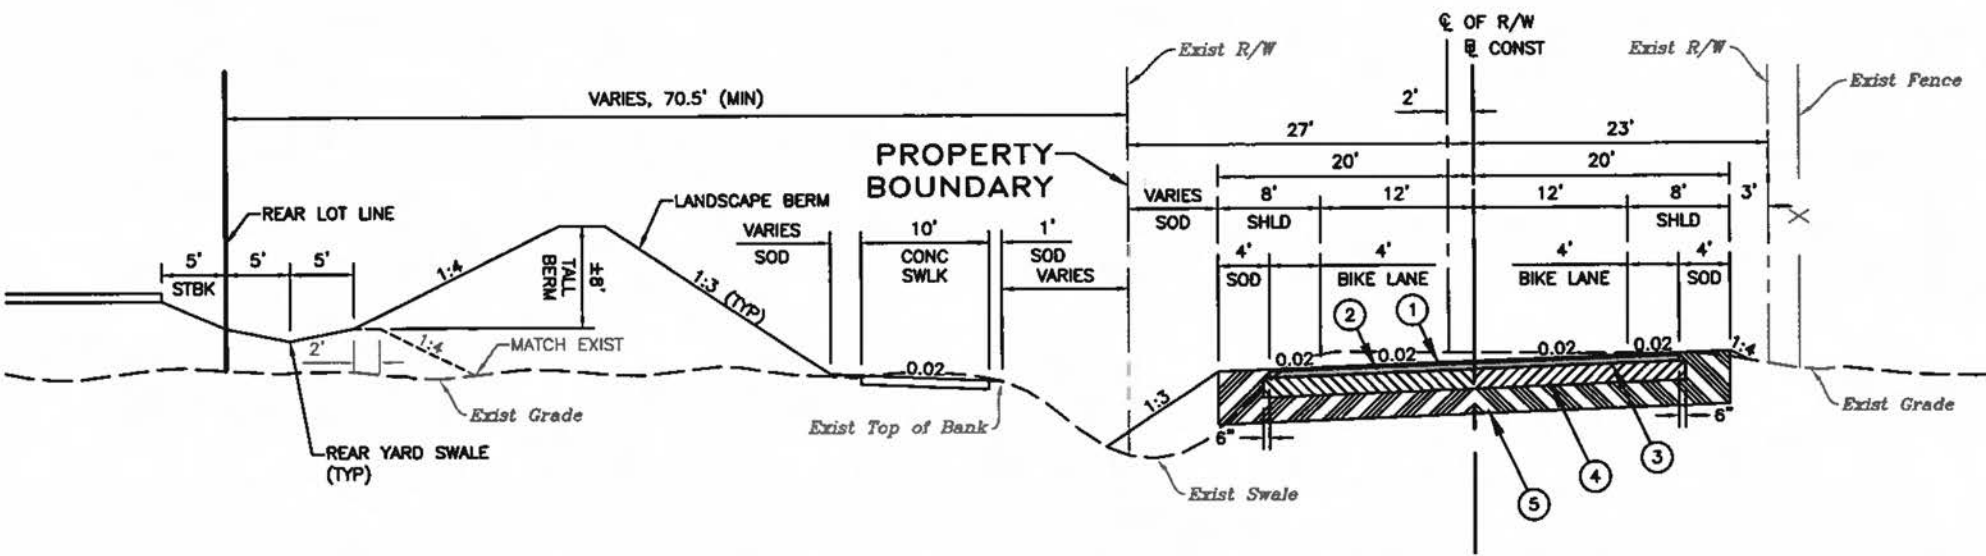 ℄ OF R/W
Exist R/W
B CONST
Exist R/W
Exist Fence
VARIES, 70.5' (MIN)
2'
27'
23'
PROPERTY
BOUNDARY
20'
20'
VARIES
SOD
8'
SHLD
12'
12'
8'
SHLD
3'
REAR LOT LINE
LANDSCAPE BERM
VARIES
SOD
10'
CONC
SWLK
1'
SOD
VARIES
5'
STBK
5'
5'
1:4
±8'
TALL
BERM
1:3 (TYP)
4'
SOD
4'
BIKE LANE
4'
BIKE LANE
4'
SOD
2
1
2'
1:4
MATCH EXIST
0.02
0.02
0.02
0.02
0.02
1:4
Exist Grade
Exist Top of Bank
1:3
Exist Grade
6"
6"
REAR YARD SWALE
(TYP)
3
4
5
Exist Swale